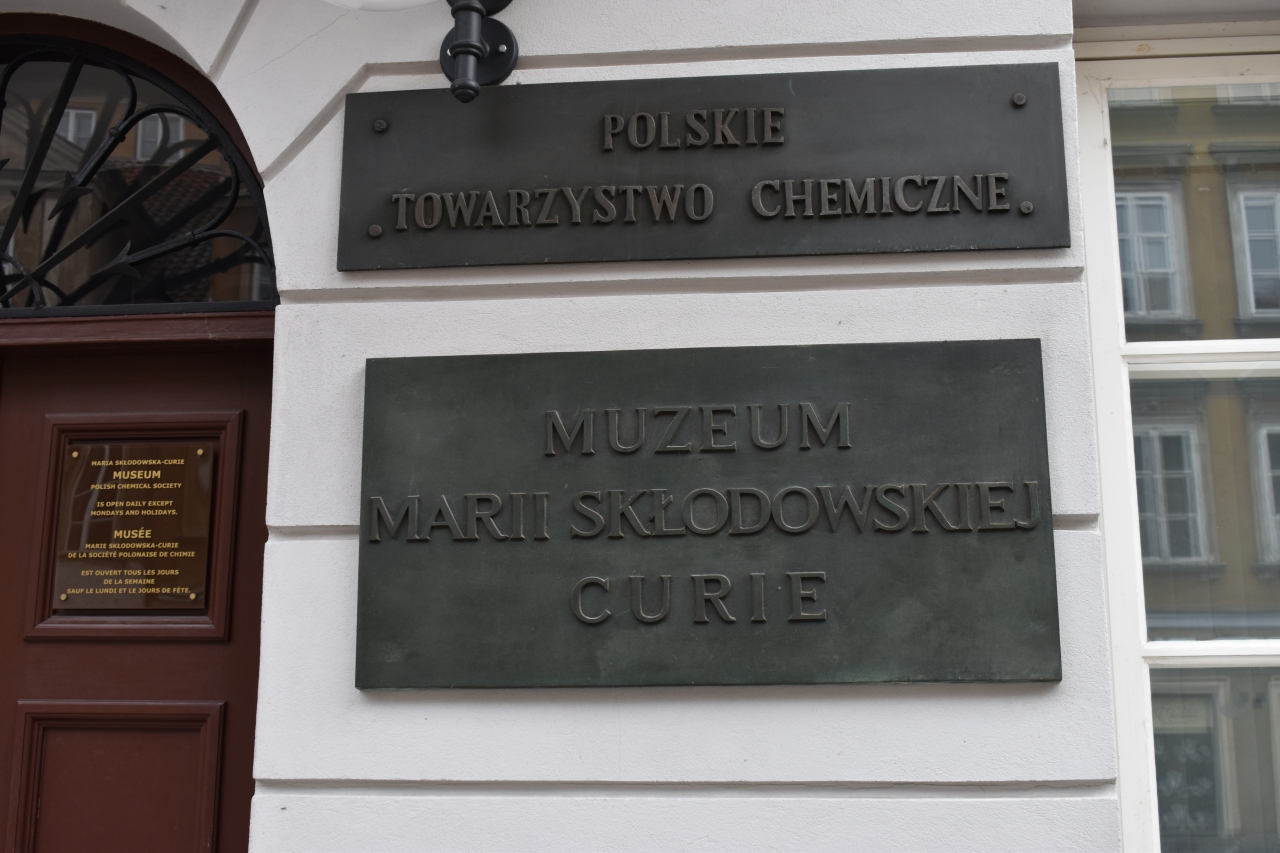 POLSKIE
TOWARZYSTWO CHEMICZNE
MUZEUM
MARII SKŁODOWSKIEJ
CURIE
MARIA SKŁODOWSKA-CURIE
MUSEUM
POLISH CHEMICAL SOCIETY
IS OPEN DAILY EXCEPT
MONDAYS AND HOLIDAYS.
MUSÉE
MARIE SKŁODOWSKA-CURIE
DE LA SOCIÉTÉ POLONAISE DE CHIMIE
EST OUVERT TOUS LES JOURS
DE LA SEMAINE
SAUF LE LUNDI ET LE JOURS DE FÉTE.